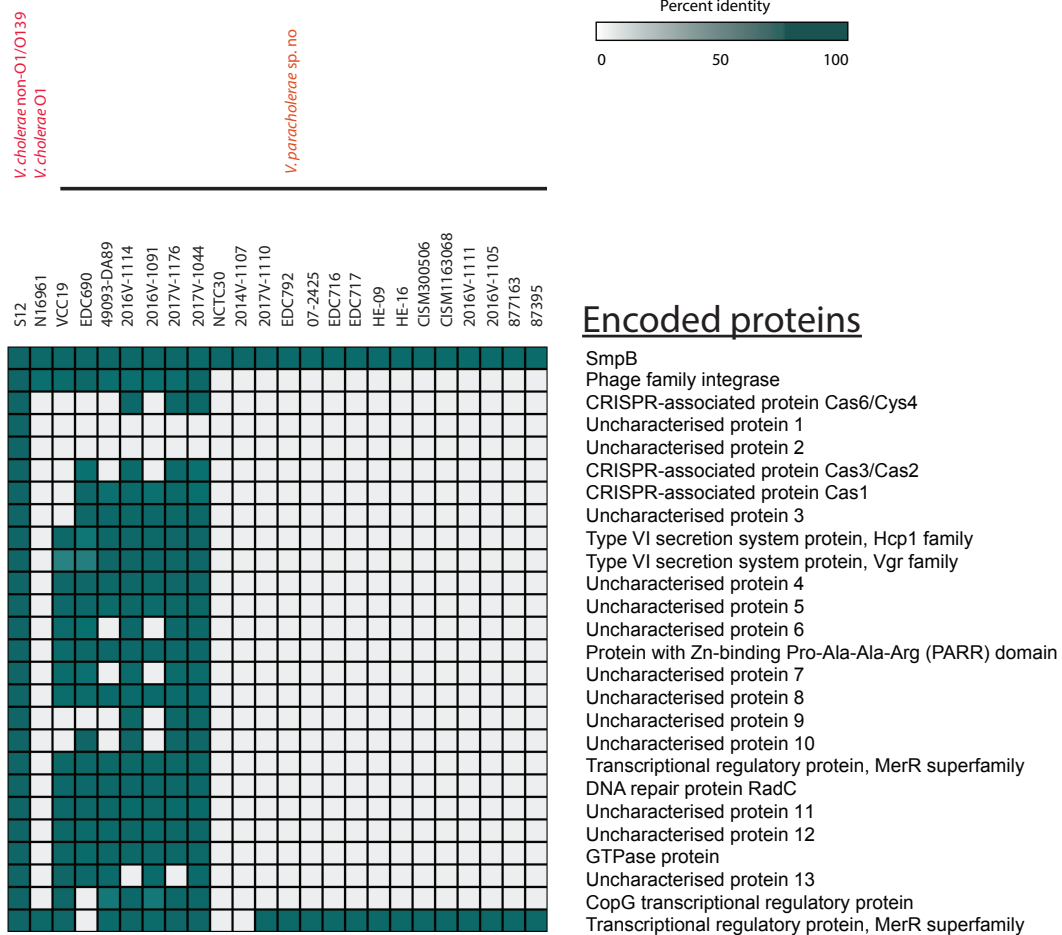 Percent identity
0 50 100
V. cholerae non-O1/O139
V. cholerae O1
V. paracholerae sp. no
S12
N16961
VCC19
EDC690
49093-DA89
2016V-1114
2016V-1091
2017V-1176
2017V-1044
NCTC30
2014V-1107
2017V-1110
EDC792
07-2425
EDC716
EDC717
HE-09
HE-16
CISM300506
CISM1163068
2016V-1111
2016V-1105
877163
87395
Encoded proteins
SmpB
Phage family integrase
CRISPR-associated protein Cas6/Cys4
Uncharacterised protein 1
Uncharacterised protein 2
CRISPR-associated protein Cas3/Cas2
CRISPR-associated protein Cas1
Uncharacterised protein 3
Type VI secretion system protein, Hcp1 family
Type VI secretion system protein, Vgr family
Uncharacterised protein 4
Uncharacterised protein 5
Uncharacterised protein 6
Protein with Zn-binding Pro-Ala-Ala-Arg (PARR) domain
Uncharacterised protein 7
Uncharacterised protein 8
Uncharacterised protein 9
Uncharacterised protein 10
Transcriptional regulatory protein, MerR superfamily
DNA repair protein RadC
Uncharacterised protein 11
Uncharacterised protein 12
GTPase protein
Uncharacterised protein 13
CopG transcriptional regulatory protein
Transcriptional regulatory protein, MerR superfamily